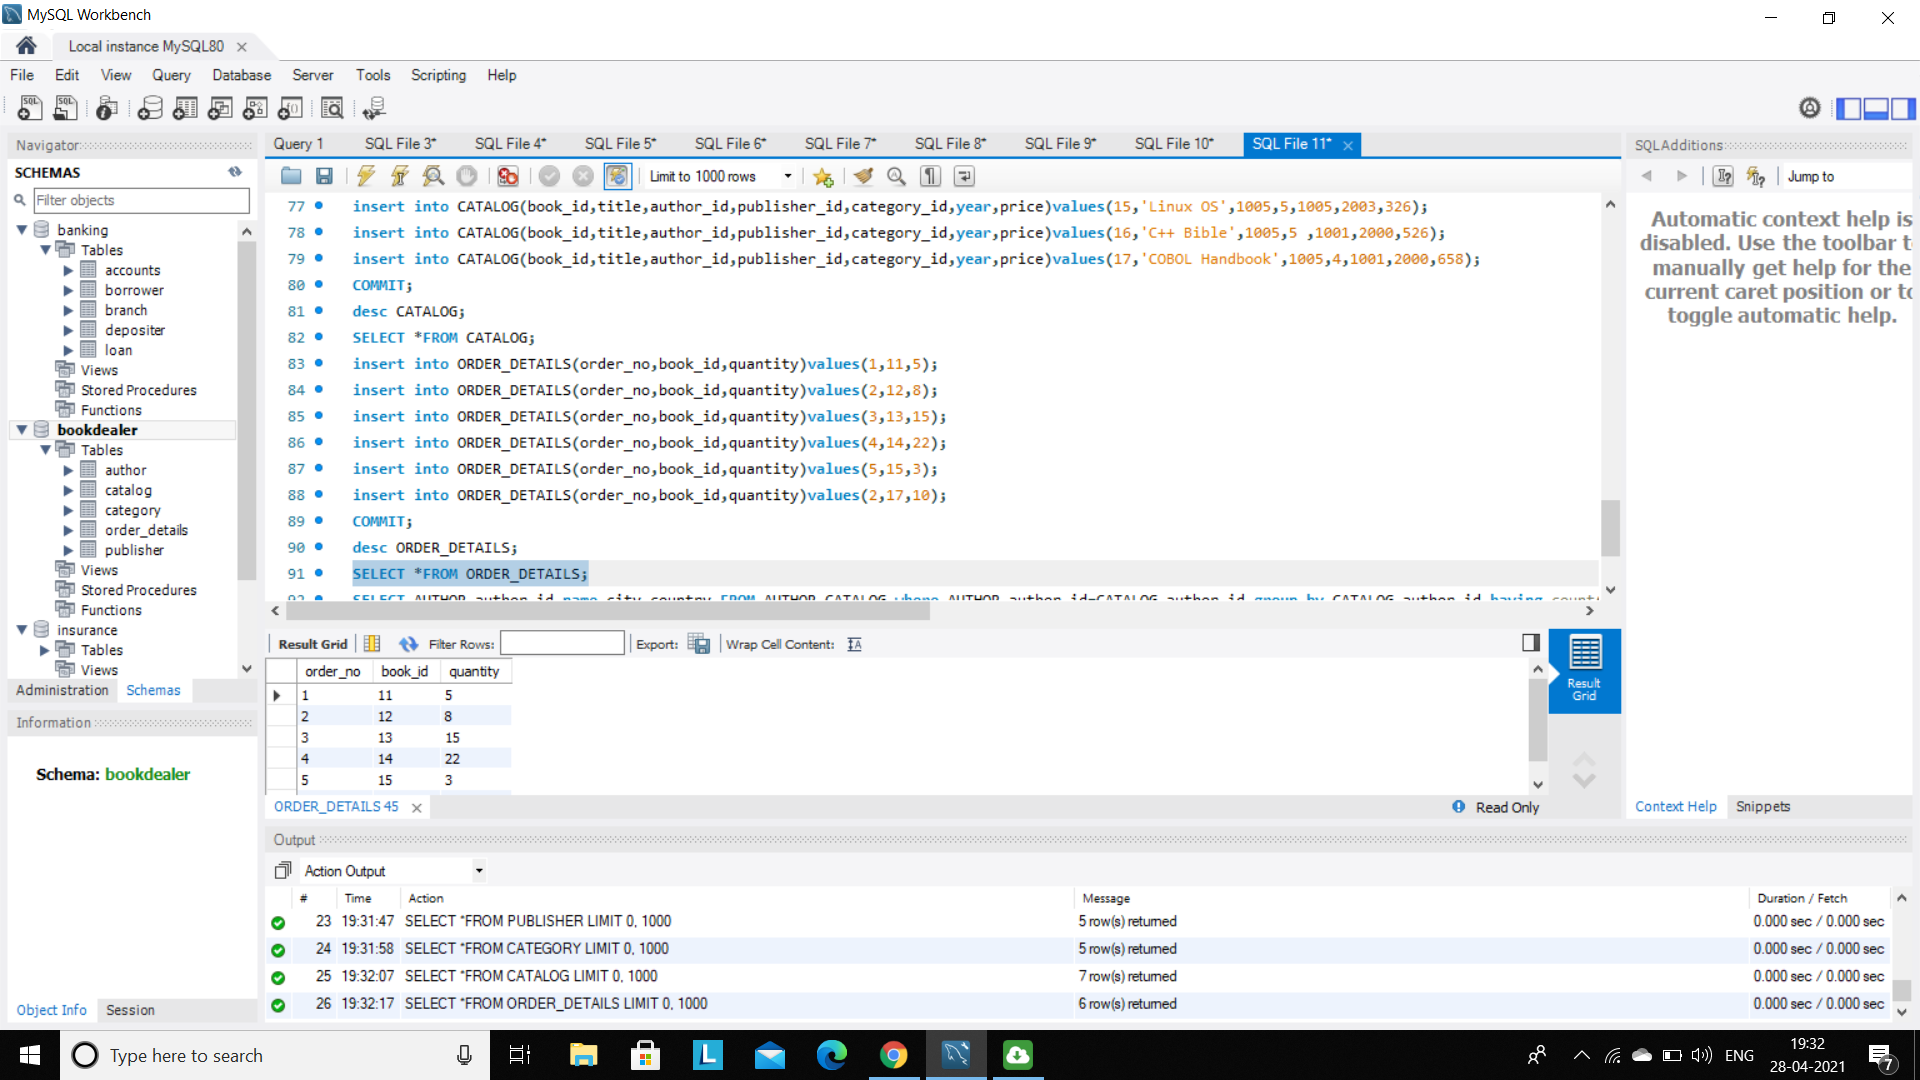 MySQL Workbench
Local instance MySQL80
File Edit View Query Database Server Tools Scripting Help
Navigator
SCHEMAS
Filter objects
banking
Tables
accounts
borrower
branch
depositer
loan
Views
Stored Procedures
Functions
bookdealer
Tables
author
catalog
category
order_details
publisher
Views
Stored Procedures
Functions
insurance
Tables
Views
Administration Schemas
Information
Schema: bookdealer
Object Info Session
Query 1 SQL File 3* SQL File 4* SQL File 5* SQL File 6* SQL File 7* SQL File 8* SQL File 9* SQL File 10* SQL File 11*
Limit to 1000 rows
77 insert into CATALOG(book_id,title,author_id,publisher_id,category_id,year,price)values(15,'Linux OS',1005,5,1005,2003,326);
78 insert into CATALOG(book_id,title,author_id,publisher_id,category_id,year,price)values(16,'C++ Bible',1005,5 ,1001,2000,526);
79 insert into CATALOG(book_id,title,author_id,publisher_id,category_id,year,price)values(17,'COBOL Handbook',1005,4,1001,2000,658);
80 COMMIT;
81 desc CATALOG;
82 SELECT *FROM CATALOG;
83 insert into ORDER_DETAILS(order_no,book_id,quantity)values(1,11,5);
84 insert into ORDER_DETAILS(order_no,book_id,quantity)values(2,12,8);
85 insert into ORDER_DETAILS(order_no,book_id,quantity)values(3,13,15);
86 insert into ORDER_DETAILS(order_no,book_id,quantity)values(4,14,22);
87 insert into ORDER_DETAILS(order_no,book_id,quantity)values(5,15,3);
88 insert into ORDER_DETAILS(order_no,book_id,quantity)values(2,17,10);
89 COMMIT;
90 desc ORDER_DETAILS;
91 SELECT *FROM ORDER_DETAILS;
92 SELECT AUTHOR.author_id,name,city,country FROM AUTHOR,CATALOG where AUTHOR.author_id=CATALOG.author_id group by CATALOG.author_id having
Result Grid Filter Rows: Export: Wrap Cell Content:
order_no book_id quantity
1 11 5
2 12 8
3 13 15
4 14 22
5 15 3
Result Grid
ORDER_DETAILS 45
Read Only
SQLAdditions
Jump to
Automatic context help is
disabled. Use the toolbar t
manually get help for the
current caret position or to
toggle automatic help.
Context Help Snippets
Output
Action Output
# Time Action Message Duration / Fetch
23 19:31:47 SELECT *FROM PUBLISHER LIMIT 0, 1000 5 row(s) returned 0.000 sec / 0.000 sec
24 19:31:58 SELECT *FROM CATEGORY LIMIT 0, 1000 5 row(s) returned 0.000 sec / 0.000 sec
25 19:32:07 SELECT *FROM CATALOG LIMIT 0, 1000 7 row(s) returned 0.000 sec / 0.000 sec
26 19:32:17 SELECT *FROM ORDER_DETAILS LIMIT 0, 1000 6 row(s) returned 0.000 sec / 0.000 sec
Type here to search
ENG
19:32
28-04-2021
7